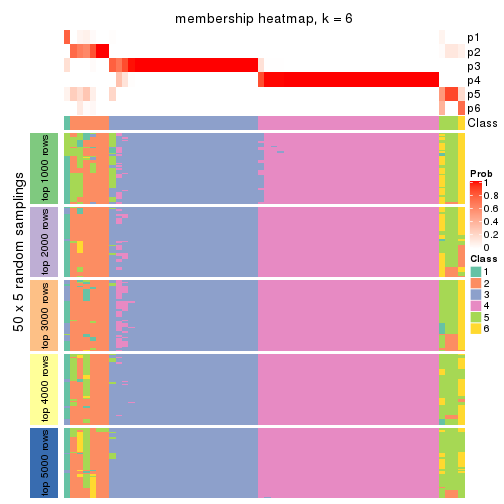 membership heatmap, k = 6
p1
p2
p3
p4
p5
p6
Class
50 x 5 random samplings
top 1000 rows
top 2000 rows
top 3000 rows
top 4000 rows
top 5000 rows
Prob
1
0.8
0.6
0.4
0.2
0
Class
1
2
3
4
5
6